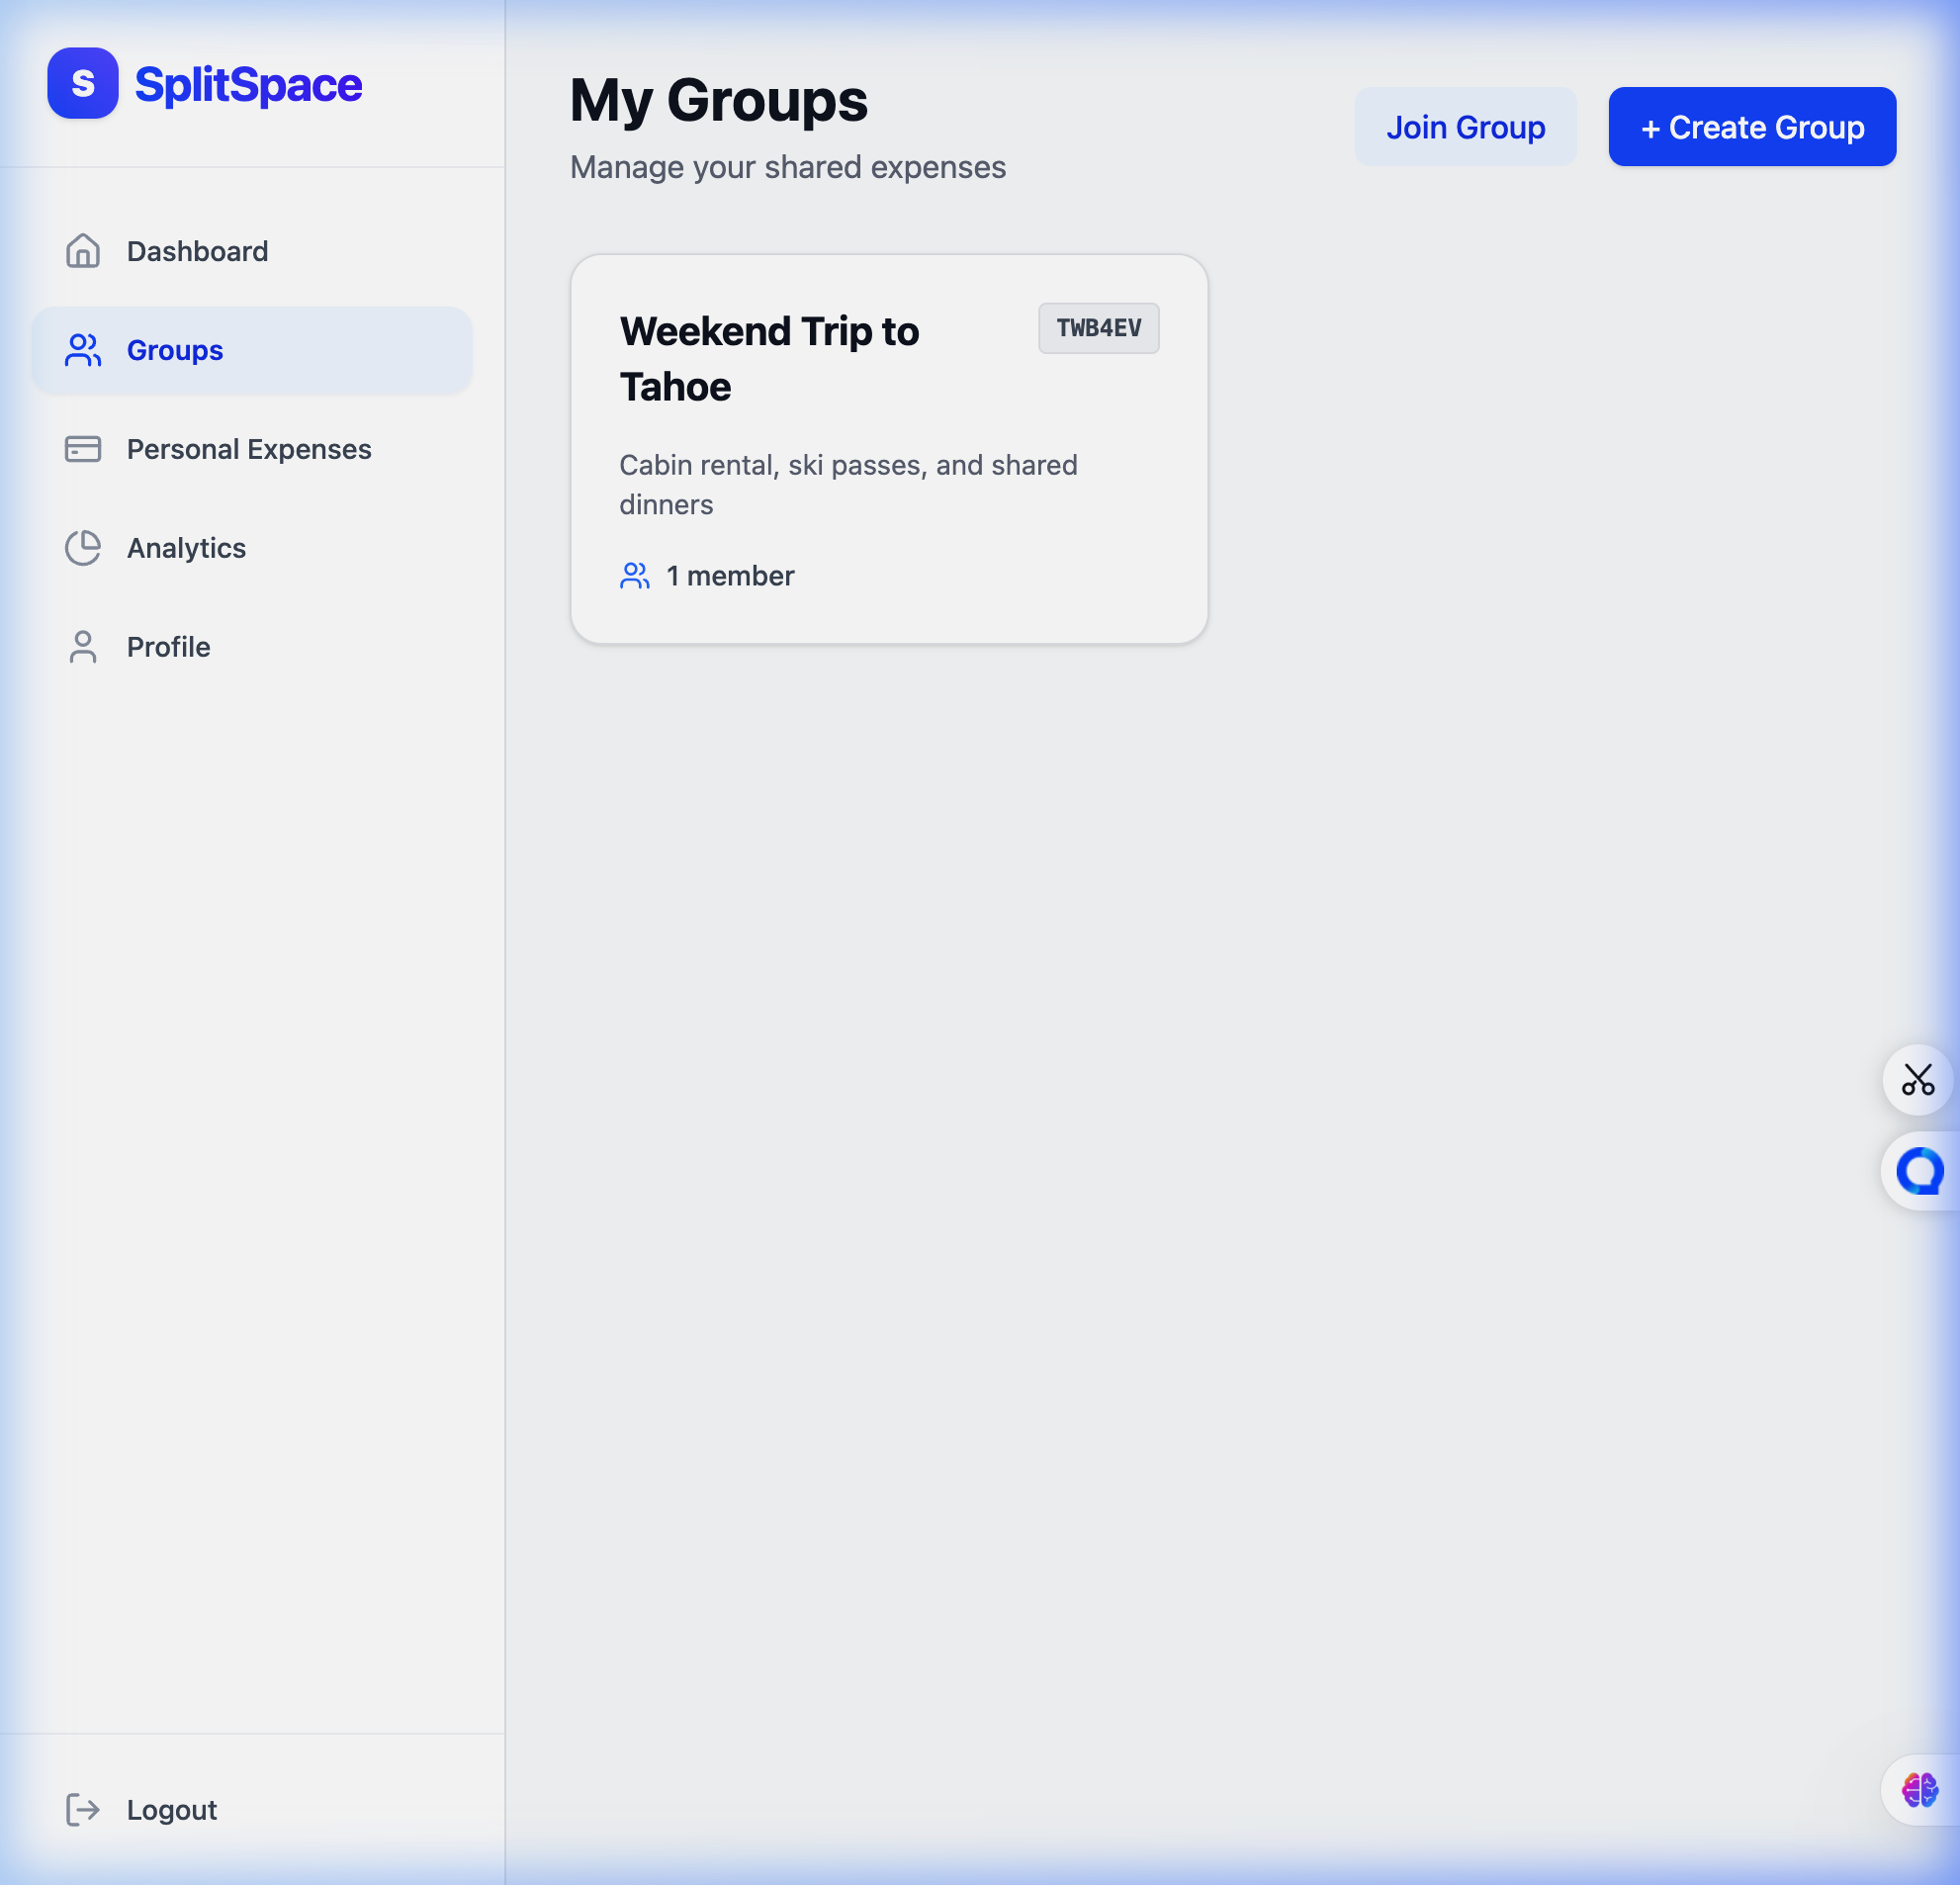 S SplitSpace
Dashboard
Groups
Personal Expenses
Analytics
Profile
Logout
My Groups
Manage your shared expenses
Join Group
+ Create Group
Weekend Trip to
Tahoe
TWB4EV
Cabin rental, ski passes, and shared
dinners
1 member